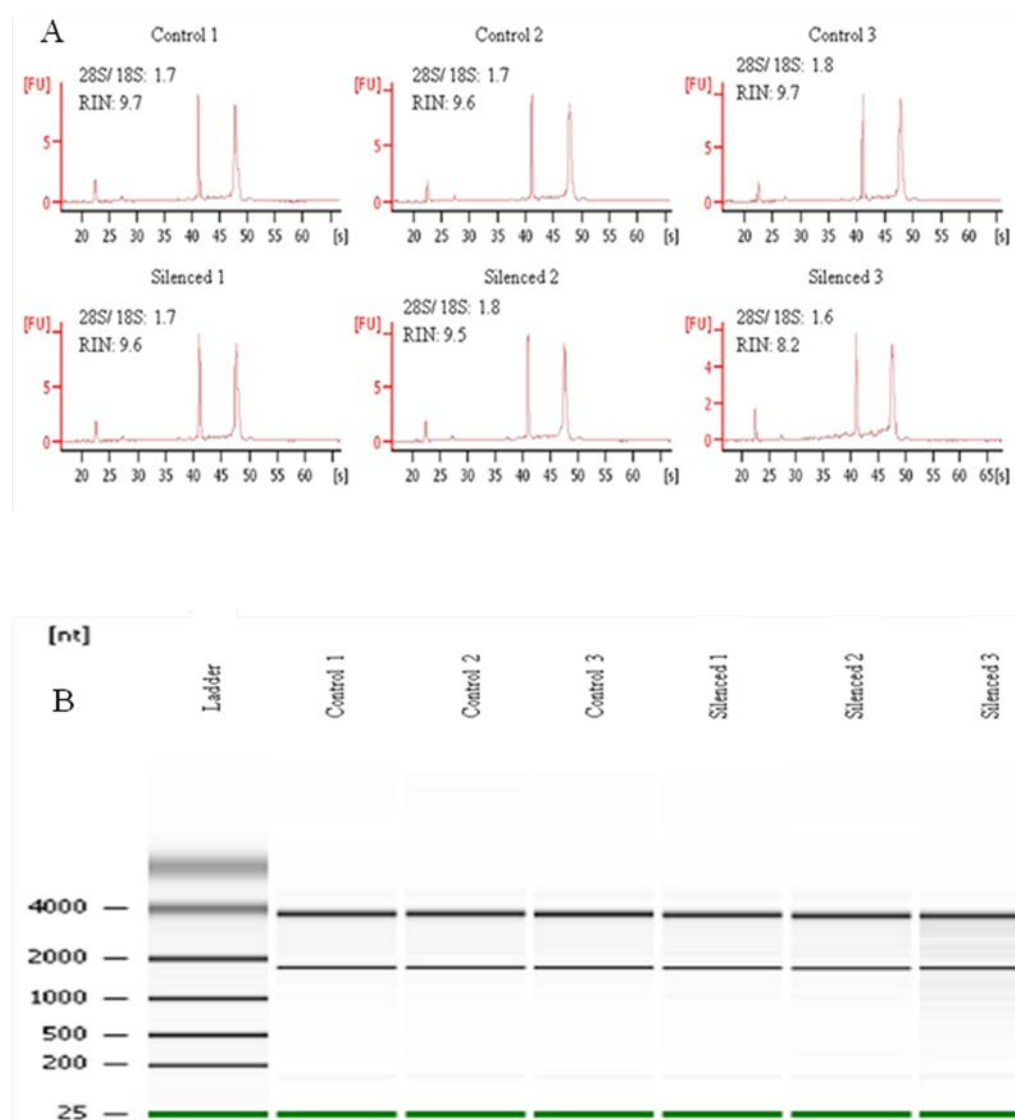 A
Control 1
Control 2
Control 3
28S/ 18S: 1.7
RIN: 9.7
28S/ 18S: 1.7
RIN: 9.6
28S/ 18S: 1.8
RIN: 9.7
[FU]
5
0
20 25 30 35 40 45 50 55 60 [s]
[FU]
5
0
20 25 30 35 40 45 50 55 60 [s]
[FU]
5
0
20 25 30 35 40 45 50 55 60 [s]
Silenced 1
Silenced 2
Silenced 3
28S/ 18S: 1.7
RIN: 9.6
28S/ 18S: 1.8
RIN: 9.5
28S/ 18S: 1.6
RIN: 8.2
[FU]
5
0
20 25 30 35 40 45 50 55 60 [s]
[FU]
5
0
20 25 30 35 40 45 50 55 60 [s]
[FU]
4
2
0
20 25 30 35 40 45 50 55 60 65[s]
[nt]
B
Ladder
Control 1
Control 2
Control 3
Silenced 1
Silenced 2
Silenced 3
4000
2000
1000
500
200
25